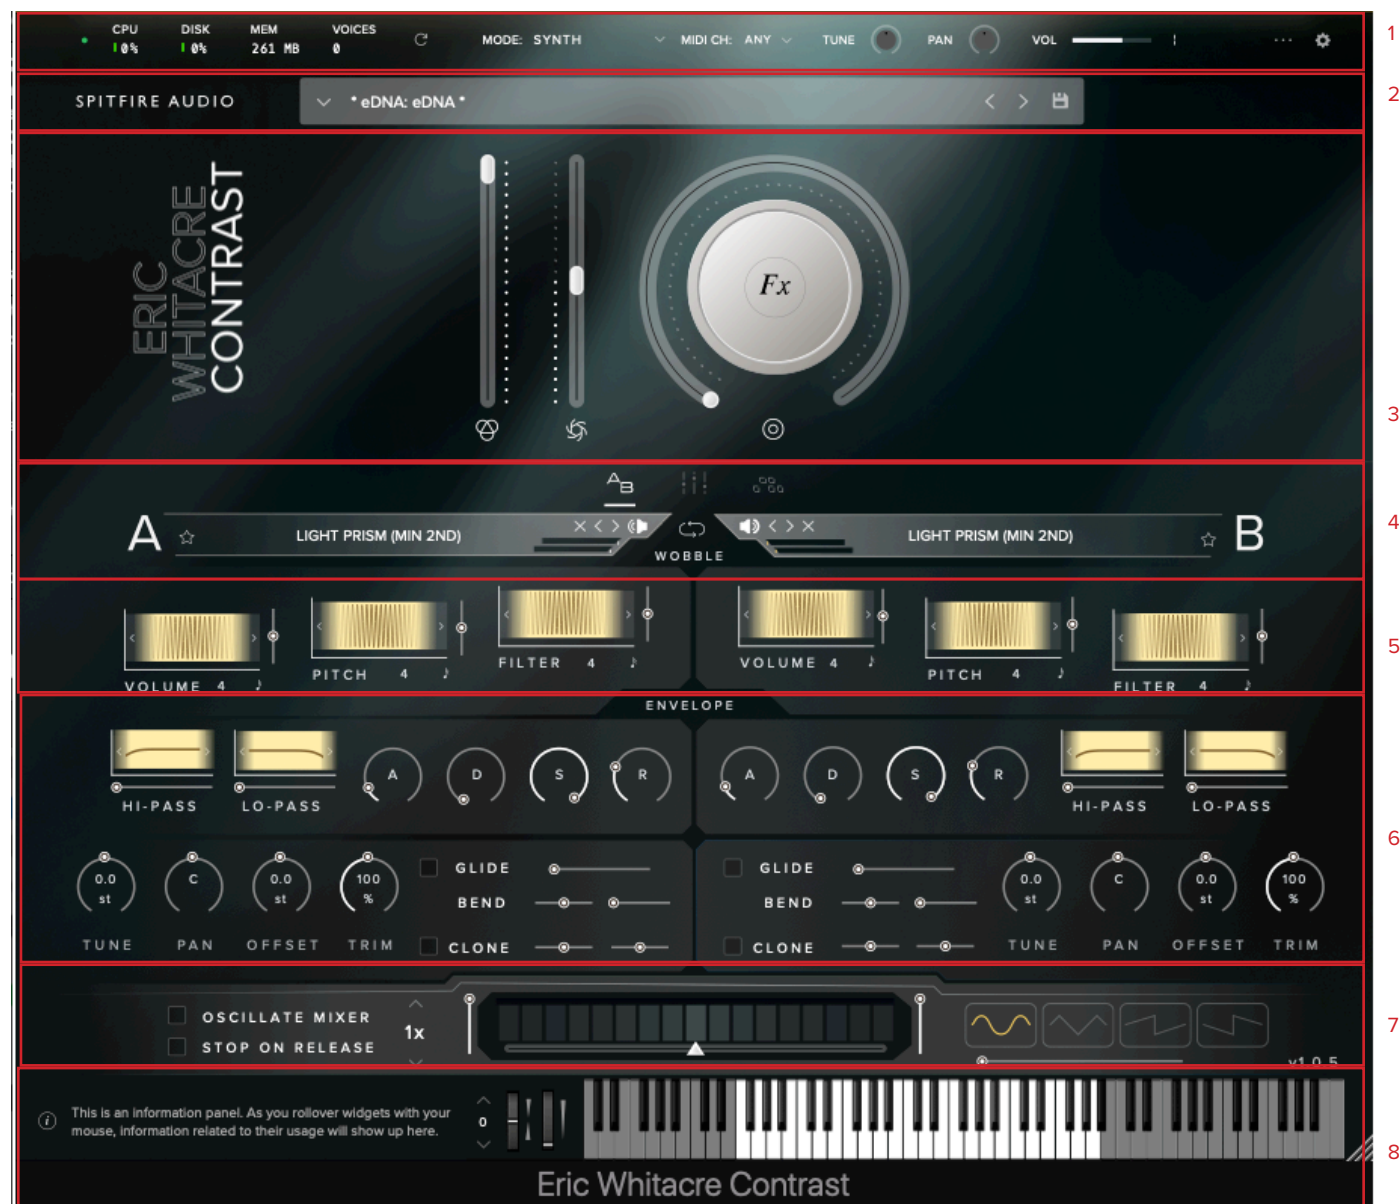 CPU DISK MEM VOICES
0% 0% 261 MB 0
MODE: SYNTH MIDI CH: ANY TUNE PAN VOL
1
SPITFIRE AUDIO * eDNA: eDNA *
2
ERIC
WHITACRE
CONTRAST
Fx
3
AB
A LIGHT PRISM (MIN 2ND) LIGHT PRISM (MIN 2ND) B
WOBBLE
4
VOLUME 4 PITCH 4 FILTER 4 VOLUME 4 PITCH 4 FILTER 4
5
ENVELOPE
A D S R A D S R
HI-PASS LO-PASS HI-PASS LO-PASS
6
0.0 st C 0.0 st 100 % GLIDE GLIDE 0.0 st C 0.0 st 100 %
BEND BEND
TUNE PAN OFFSET TRIM CLONE CLONE TUNE PAN OFFSET TRIM
OSCILLATE MIXER 1x
STOP ON RELEASE
v1.0.5
7
This is an information panel. As you rollover widgets with your
mouse, information related to their usage will show up here.
0
8
Eric Whitacre Contrast